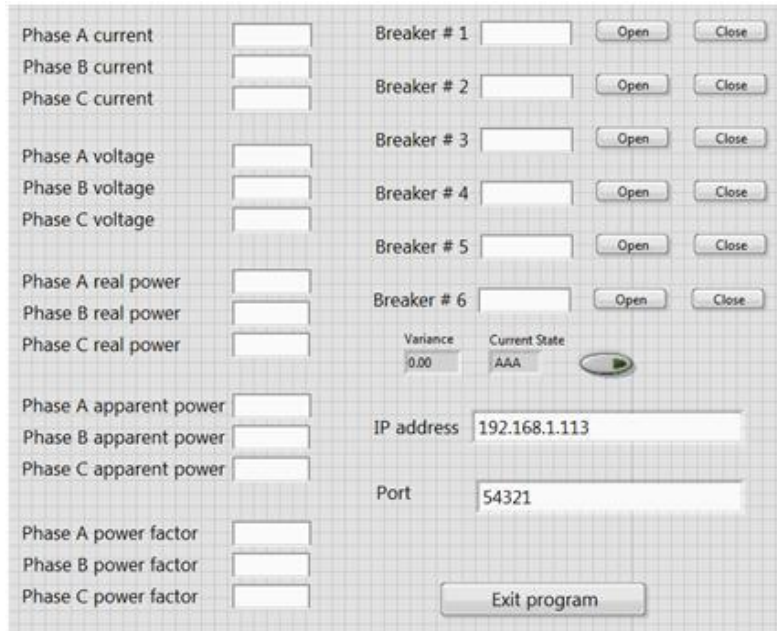 Phase A current
Phase B current
Phase C current
Phase A voltage
Phase B voltage
Phase C voltage
Phase A real power
Phase B real power
Phase C real power
Phase A apparent power
Phase B apparent power
Phase C apparent power
Phase A power factor
Phase B power factor
Phase C power factor
Breaker # 1 Open Close
Breaker # 2 Open Close
Breaker # 3 Open Close
Breaker # 4 Open Close
Breaker # 5 Open Close
Breaker # 6 Open Close
Variance Current State
0.00 AAA
IP address 192.168.1.113
Port 54321
Exit program